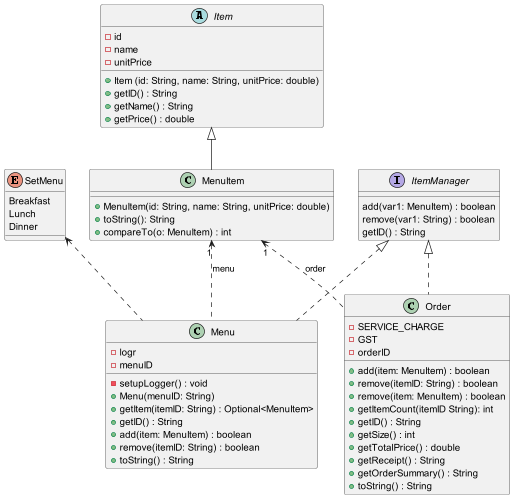 A Item
id
name
unitPrice
Item (id: String, name: String, unitPrice: double)
getID() : String
getName() : String
getPrice() : double
E SetMenu
Breakfast
Lunch
Dinner
C MenuItem
MenuItem(id: String, name: String, unitPrice: double)
toString(): String
compareTo(o: MenuItem) : int
I ItemManager
add(var1: MenuItem) : boolean
remove(var1: String) : boolean
getID() : String
1
menu
1
order
C Menu
logr
menuID
setupLogger() : void
Menu(menuID: String)
getItem(itemID: String) : Optional<MenuItem>
getID() : String
add(item: MenuItem) : boolean
remove(itemID: String) : boolean
toString() : String
C Order
SERVICE_CHARGE
GST
orderID
add(item: MenuItem) : boolean
remove(itemID: String) : boolean
remove(item: MenuItem) : boolean
getItemCount(itemID String): int
getID() : String
getSize() : int
getTotalPrice() : double
getReceipt() : String
getOrderSummary() : String
toString() : String